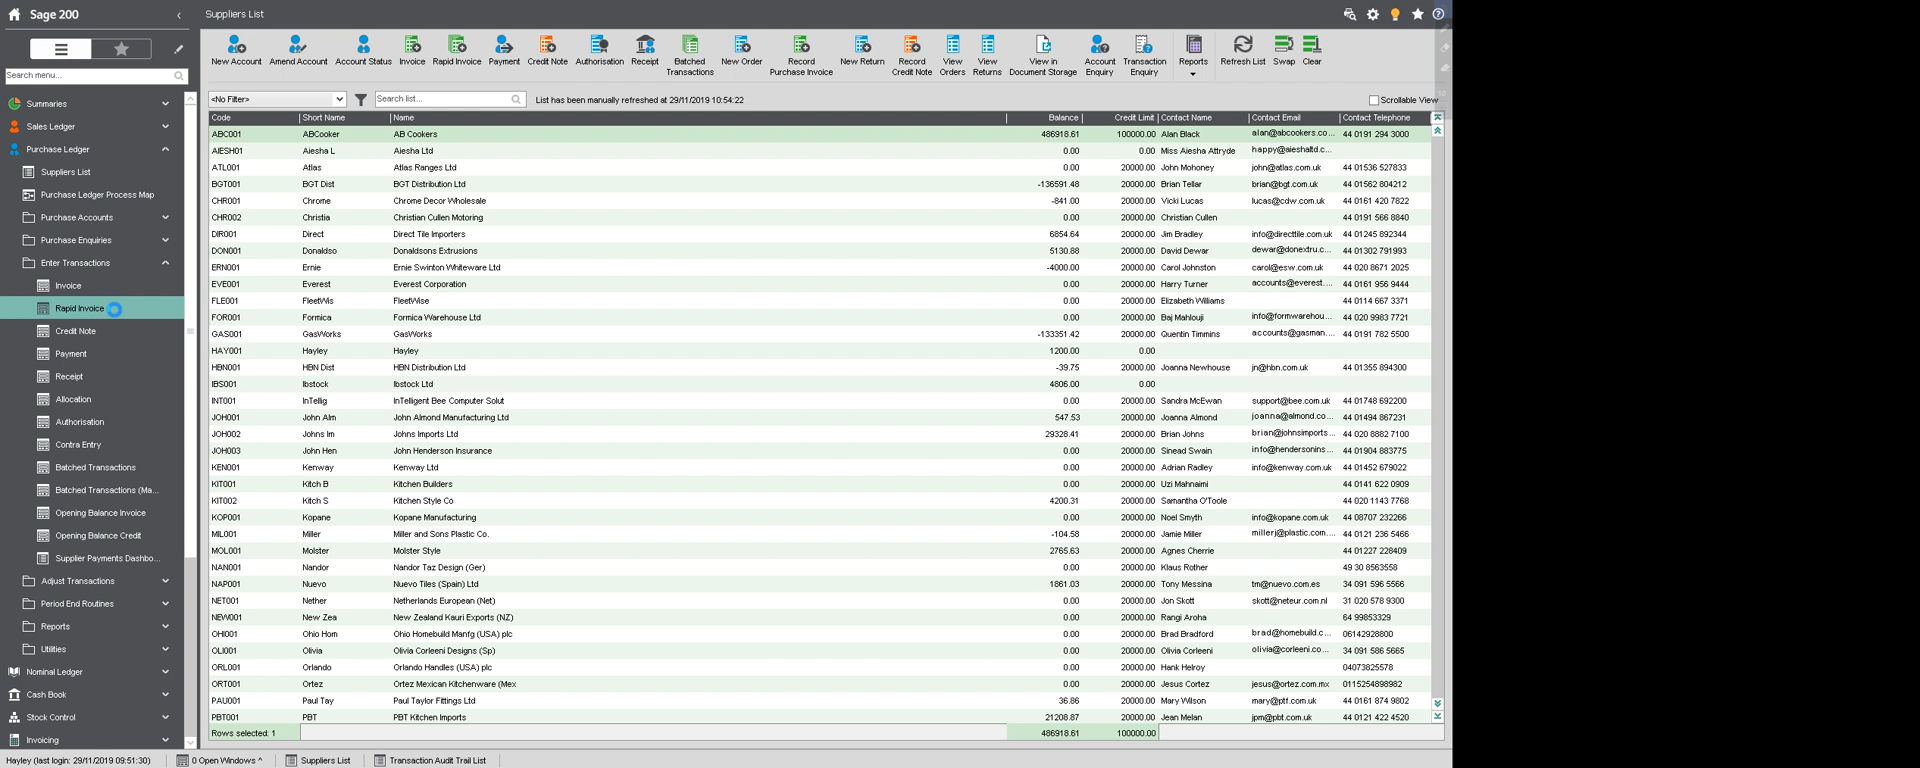 Sage 200
Suppliers List
New Account
Amend Account
Account Status
Invoice
Rapid Invoice
Payment
Credit Note
Authorisation
Receipt
Batched Transactions
New Order
Record Purchase Invoice
New Return
Record Credit Note
View Orders
View Returns
View in Document Storage
Account Enquiry
Transaction Enquiry
Reports
Refresh List
Swap
Clear
Search menu...
<No Filter>
Search list...
List has been manually refreshed at 29/11/2019 10:54:22
Scrollable View
Summaries
Sales Ledger
Purchase Ledger
Suppliers List
Purchase Ledger Process Map
Purchase Accounts
Purchase Enquiries
Enter Transactions
Invoice
Rapid Invoice
Credit Note
Payment
Receipt
Allocation
Authorisation
Contra Entry
Batched Transactions
Batched Transactions (Ma...
Opening Balance Invoice
Opening Balance Credit
Supplier Payments Dashbo...
Adjust Transactions
Period End Routines
Reports
Utilities
Nominal Ledger
Cash Book
Stock Control
Invoicing
Code Short Name Name Balance Credit Limit Contact Name Contact Email Contact Telephone
ABC001 ABCooker AB Cookers 486918.61 100000.00 Alan Black alan@abcookers.co... 44 0191 294 3000
AIESH01 Aiesha L Aiesha Ltd 0.00 0.00 Miss Aiesha Attryde happy@aieshaltd.c...
ATL001 Atlas Atlas Ranges Ltd 0.00 20000.00 John Mohoney john@atlas.com.uk 44 01536 527833
BGT001 BGT Dist BGT Distribution Ltd -136591.48 20000.00 Brian Tellar brian@bgt.com.uk 44 01562 804212
CHR001 Chrome Chrome Decor Wholesale -841.00 20000.00 Vicki Lucas lucas@cdw.com.uk 44 0161 420 7822
CHR002 Christia Christian Cullen Motoring 0.00 20000.00 Christian Cullen 44 0191 566 8840
DIR001 Direct Direct Tile Importers 6854.64 20000.00 Jim Bradley info@directtile.com.uk 44 01245 892344
DON001 Donaldso Donaldsons Extrusions 5130.88 20000.00 David Dewar dewar@donextru.c... 44 01302 791993
ERN001 Ernie Ernie Swinton Whiteware Ltd -4000.00 20000.00 Carol Johnston carol@esw.com.uk 44 020 8671 2025
EVE001 Everest Everest Corporation 0.00 20000.00 Harry Turner accounts@everest... 44 0161 956 9444
FLE001 FleetWis FleetWise 0.00 20000.00 Elizabeth Williams 44 0114 667 3371
FOR001 Formica Formica Warehouse Ltd 0.00 20000.00 Baj Mahlouji info@formwarehou... 44 020 9983 7721
GAS001 GasWorks GasWorks -133351.42 20000.00 Quentin Timmins accounts@gasman.... 44 0191 782 5500
HAY001 Hayley Hayley 1200.00 0.00
HBN001 HBN Dist HBN Distribution Ltd -39.75 20000.00 Joanna Newhouse jn@hbn.com.uk 44 01355 894300
IBS001 Ibstock Ibstock Ltd 4806.00 0.00
INT001 InTellig InTelligent Bee Computer Solut 0.00 20000.00 Sandra McEwan support@bee.com.uk 44 01748 692200
JOH001 John Alm John Almond Manufacturing Ltd 547.53 20000.00 Joanna Almond joanna@almond.co... 44 01494 867231
JOH002 Johns Im Johns Imports Ltd 29328.41 20000.00 Brian Johns brian@johnsimports... 44 020 8882 7100
JOH003 John Hen John Henderson Insurance 0.00 20000.00 Sinead Swain info@hendersonins... 44 01904 883775
KEN001 Kenway Kenway Ltd 0.00 20000.00 Adrian Radley info@kenway.com.uk 44 01452 679022
KIT001 Kitch B Kitchen Builders 0.00 20000.00 Uzi Mahnaimi 44 0141 622 0909
KIT002 Kitch S Kitchen Style Co 4200.31 20000.00 Samantha O'Toole 44 020 1143 7768
KOP001 Kopane Kopane Manufacturing 0.00 20000.00 Noel Smyth info@kopane.com.uk 44 08707 232266
MIL001 Miller Miller and Sons Plastic Co. -104.58 20000.00 Jamie Miller millerj@plastic.com.... 44 0121 236 5466
MOL001 Molster Molster Style 2765.63 20000.00 Agnes Cherrie 44 01227 228409
NAN001 Nandor Nandor Taz Design (Ger) 0.00 20000.00 Klaus Rother 49 30 8563558
NAP001 Nuevo Nuevo Tiles (Spain) Ltd 1861.03 20000.00 Tony Messina tm@nuevo.com.es 34 091 596 5566
NET001 Nether Netherlands European (Net) 0.00 20000.00 Jon Skott skott@neteur.com.nl 31 020 578 9300
NEW001 New Zea New Zealand Kauri Exports (NZ) 0.00 20000.00 Rangi Aroha 64 99853329
OHI001 Ohio Hom Ohio Homebuild Manfg (USA) plc 0.00 20000.00 Brad Bradford brad@homebuild.c... 06142928800
OLI001 Olivia Olivia Corleeni Designs (Sp) 0.00 20000.00 Olivia Corleeni olivia@corleeni.co... 34 091 586 5665
ORL001 Orlando Orlando Handles (USA) plc 0.00 20000.00 Hank Helroy 04073825578
ORT001 Ortez Ortez Mexican Kitchenware (Mex 0.00 20000.00 Jesus Cortez jesus@ortez.com.mx 0115254898982
PAU001 Paul Tay Paul Taylor Fittings Ltd 36.86 20000.00 Mary Wilson mary@ptf.com.uk 44 0161 874 9802
PBT001 PBT PBT Kitchen Imports 21208.87 20000.00 Jean Melan jpm@pbt.com.uk 44 0121 422 4520
Rows selected: 1 486918.61 100000.00
Hayley (last login: 29/11/2019 09:51:30) 0 Open Windows ^ Suppliers List Transaction Audit Trail List